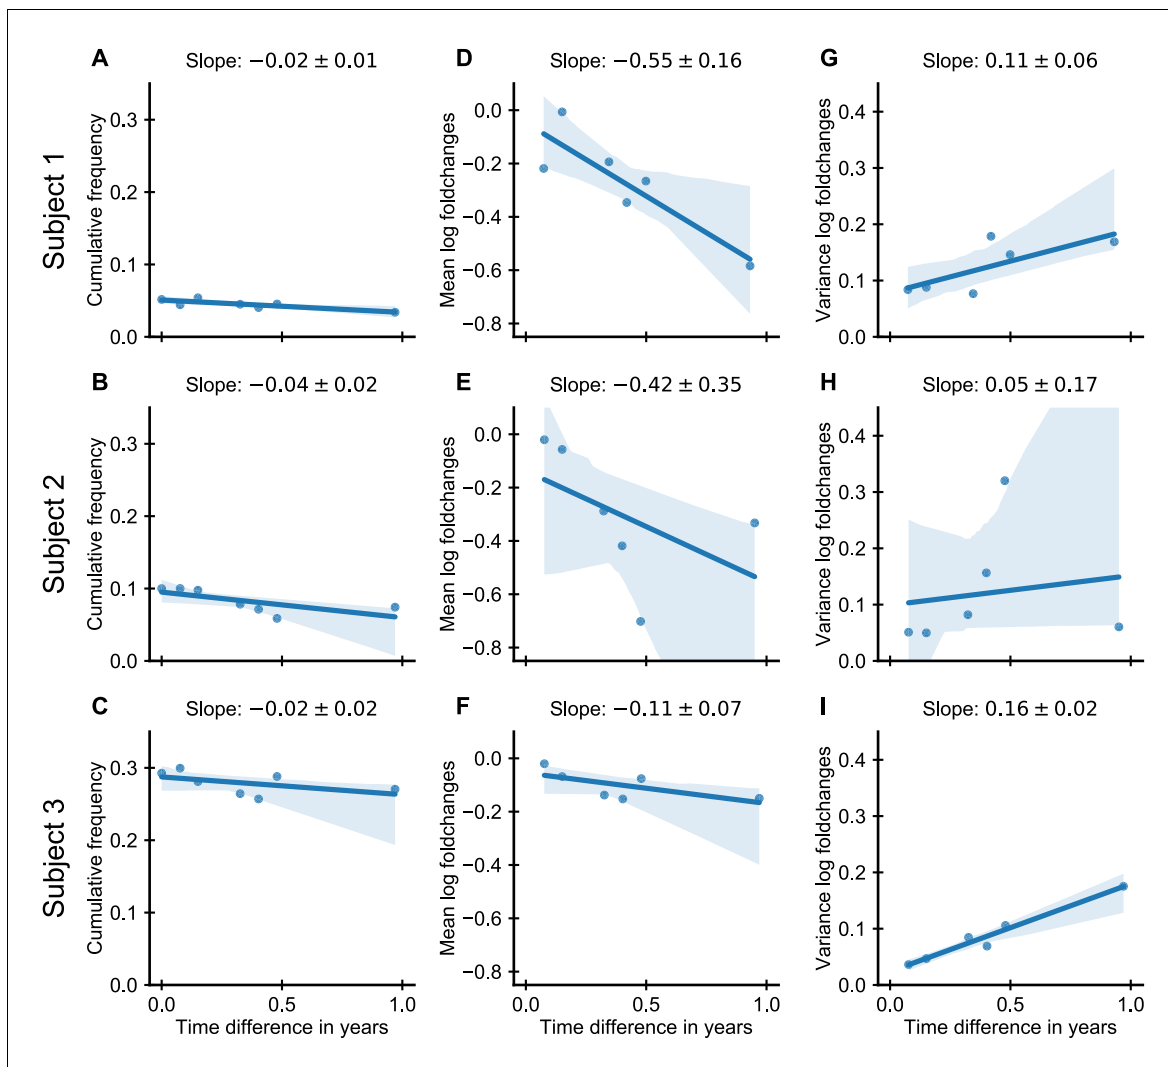 A Slope: −0.02 ± 0.01
D Slope: −0.55 ± 0.16
G Slope: 0.11 ± 0.06
Subject 1
Cumulative frequency
0.3
0.2
0.1
0.0
Mean log foldchanges
0.0
−0.2
−0.4
−0.6
−0.8
Variance log foldchanges
0.4
0.3
0.2
0.1
0.0
B Slope: −0.04 ± 0.02
E Slope: −0.42 ± 0.35
H Slope: 0.05 ± 0.17
Subject 2
Cumulative frequency
0.3
0.2
0.1
0.0
Mean log foldchanges
0.0
−0.2
−0.4
−0.6
−0.8
Variance log foldchanges
0.4
0.3
0.2
0.1
0.0
C Slope: −0.02 ± 0.02
F Slope: −0.11 ± 0.07
I Slope: 0.16 ± 0.02
Subject 3
Cumulative frequency
0.3
0.2
0.1
0.0
0.0 0.5 1.0
Time difference in years
Mean log foldchanges
0.0
−0.2
−0.4
−0.6
−0.8
0.0 0.5 1.0
Time difference in years
Variance log foldchanges
0.4
0.3
0.2
0.1
0.0
0.0 0.5 1.0
Time difference in years